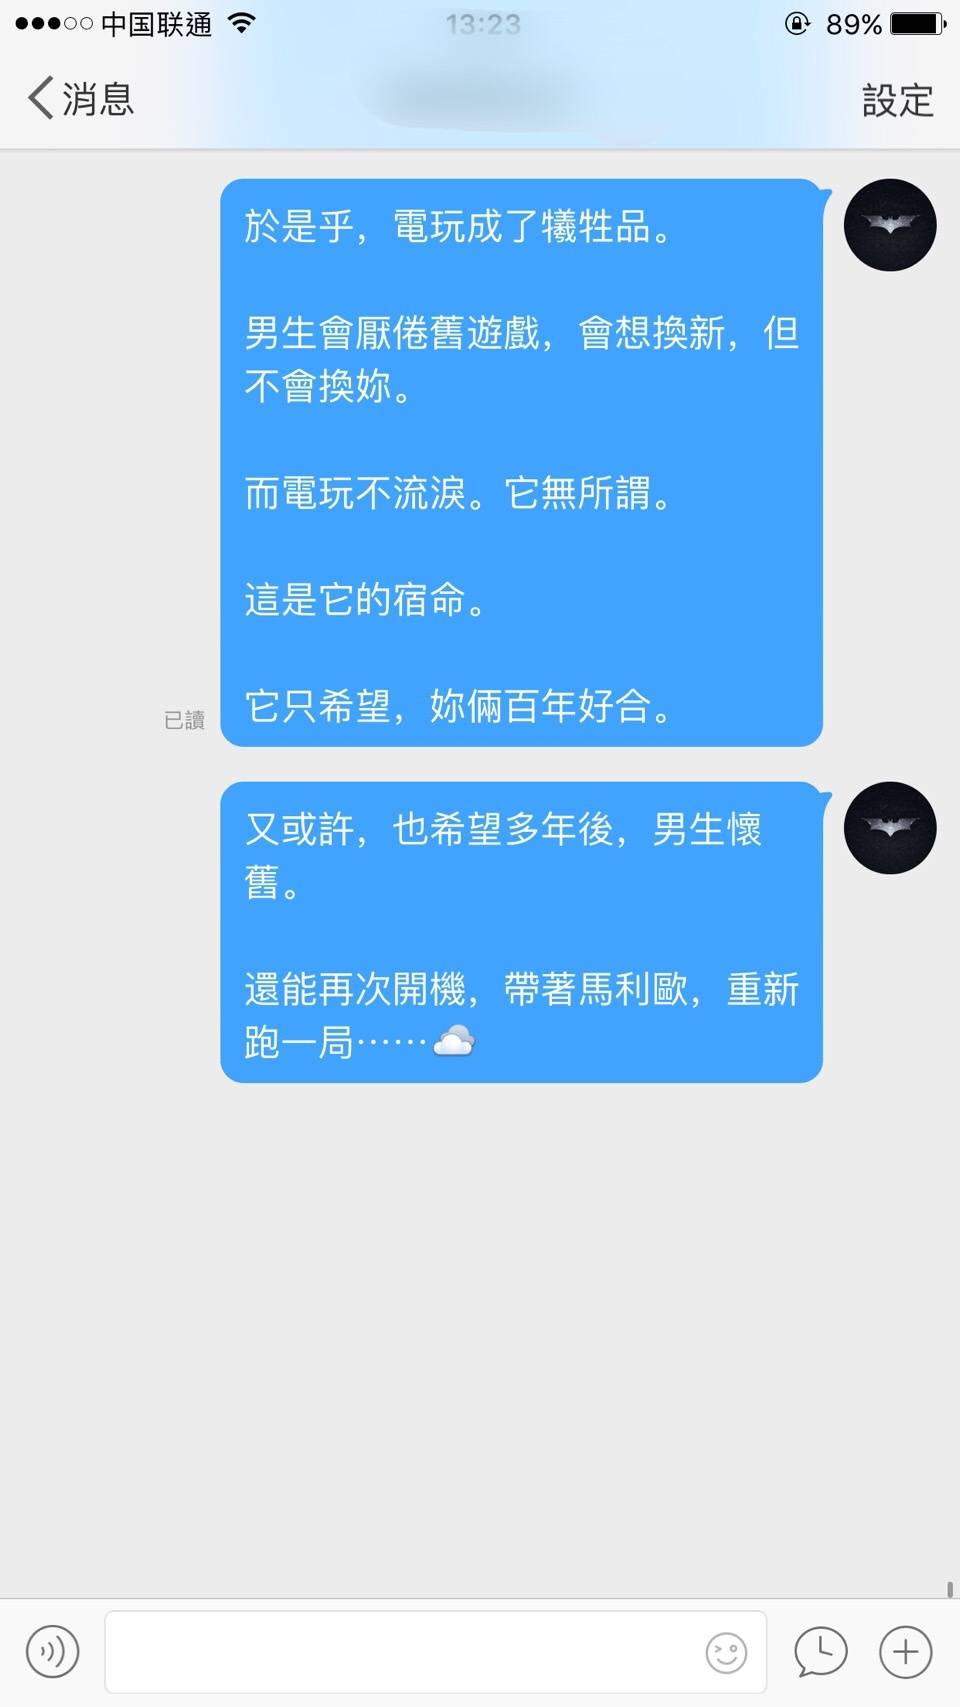 中国联通
13:23
89%
消息
設定
於是乎，電玩成了犧牲品。
男生會厭倦舊遊戲，會想換新，但
不會換妳。
而電玩不流淚。它無所謂。
這是它的宿命。
它只希望，妳倆百年好合。
已讀
又或許，也希望多年後，男生懷
舊。
還能再次開機，帶著馬利歐，重新
跑一局⋯⋯☁️